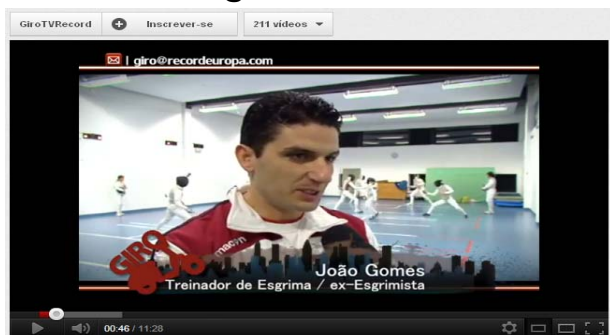 GiroTVRecord Inscrever-se 211 vídeos
giro@recordeuropa.com
macron
GIRO
João Gomes
Treinador de Esgrima / ex-Esgrimista
00:46 / 11:28